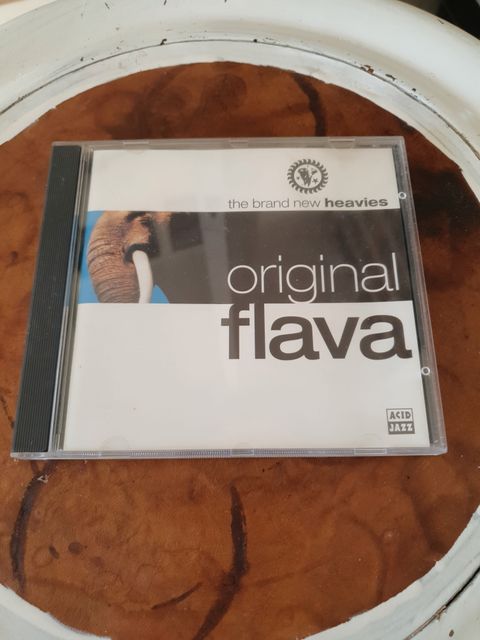 the brand new heavies
original
flava
ACID
JAZZ